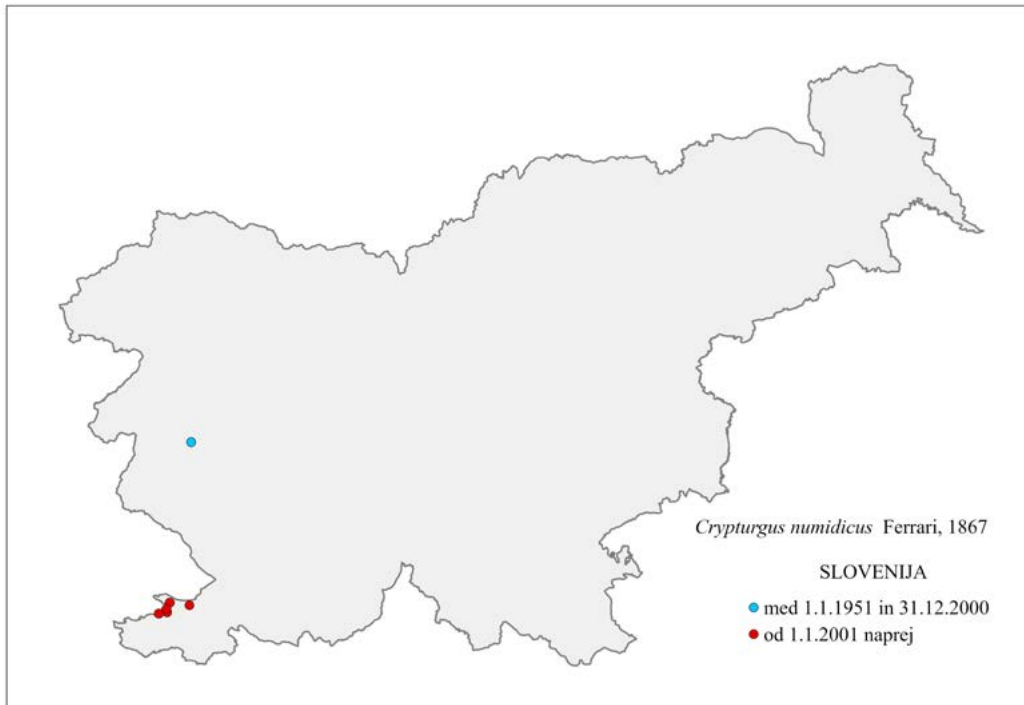 Crypturgus numidicus Ferrari, 1867
SLOVENIJA
med 1.1.1951 in 31.12.2000
od 1.1.2001 naprej